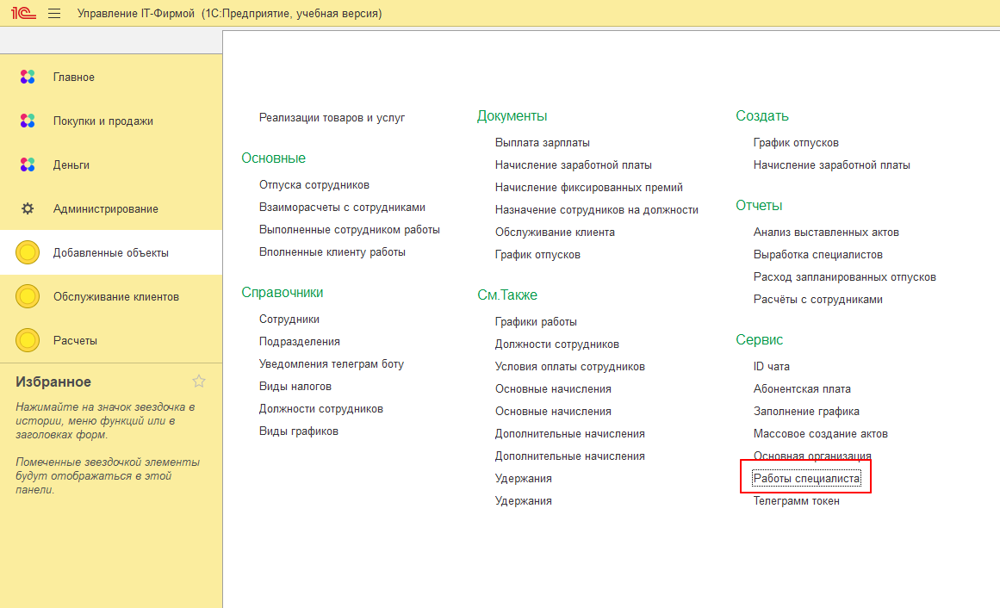 1С Управление IT-Фирмой (1С:Предприятие, учебная версия)
Главное
Покупки и продажи
Деньги
Администрирование
Добавленные объекты
Обслуживание клиентов
Расчеты
Избранное
Нажимайте на значок звездочка в
истории, меню функций или в
заголовках форм.
Помеченные звездочкой элементы
будут отображаться в этой
панели.
Реализации товаров и услуг
Основные
Отпуска сотрудников
Взаиморасчеты с сотрудниками
Выполненные сотрудником работы
Вполненные клиенту работы
Справочники
Сотрудники
Подразделения
Уведомления телеграм боту
Виды налогов
Должности сотрудников
Виды графиков
Документы
Выплата зарплаты
Начисление заработной платы
Начисление фиксированных премий
Назначение сотрудников на должности
Обслуживание клиента
График отпусков
См.Также
Графики работы
Должности сотрудников
Условия оплаты сотрудников
Основные начисления
Основные начисления
Дополнительные начисления
Дополнительные начисления
Удержания
Удержания
Создать
График отпусков
Начисление заработной платы
Отчеты
Анализ выставленных актов
Выработка специалистов
Расход запланированных отпусков
Расчёты с сотрудниками
Сервис
ID чата
Абонентская плата
Заполнение графика
Массовое создание актов
Основная организация
Работы специалиста
Телеграмм токен